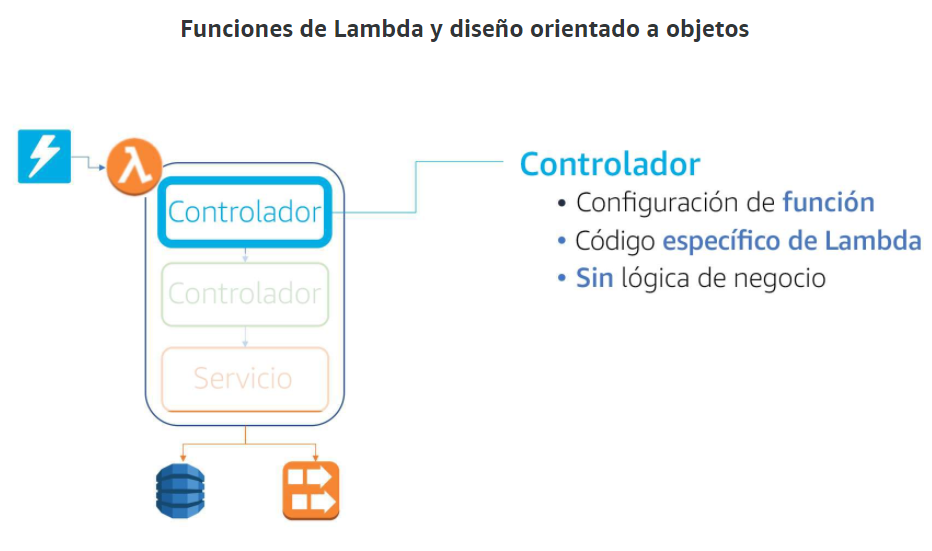 Funciones de Lambda y diseño orientado a objetos
Controlador
Controlador
Servicio
Controlador
• Configuración de función
• Código específico de Lambda
• Sin lógica de negocio